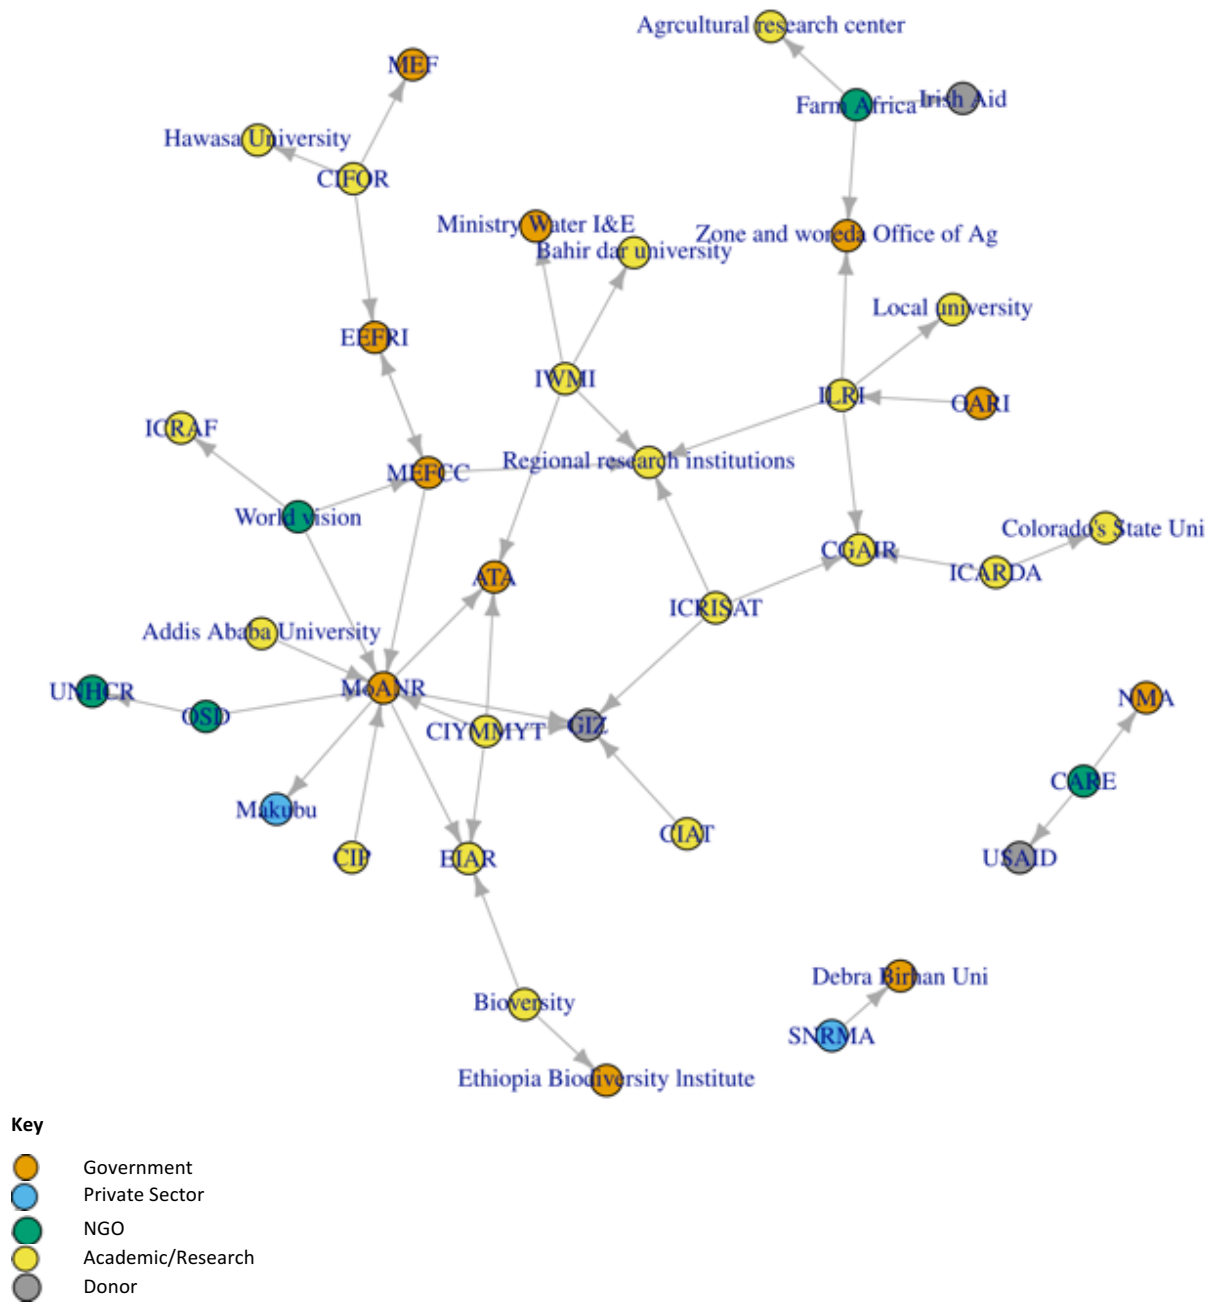 Agrcultural research center
MEF
Farm Africa
Irish Aid
Hawasa University
CIFOR
Ministry Water I&E
Bahir dar university
Zone and woreda Office of Ag
Local university
EEFRI
IWMI
ILRI
OARI
ICRAF
MEFCC
Regional research institutions
World vision
Colorado's State Uni
CGAIR
ICARDA
ATA
ICRISAT
Addis Ababa University
UNHCR
MoANR
OSD
CIYMMYT
GIZ
NMA
CARE
Makubu
CIAT
CIP
EIAR
USAID
Debra Birhan Uni
Bioversity
SNRMA
Ethiopia Biodiversity Institute
Key
Government
Private Sector
NGO
Academic/Research
Donor